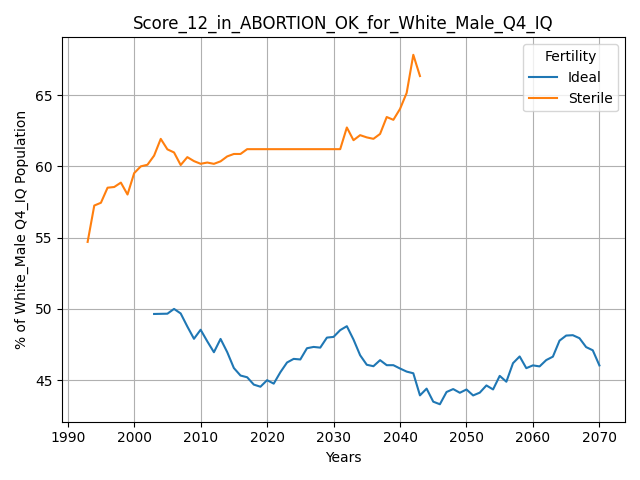 Score_12_in_ABORTION_OK_for_White_Male_Q4_IQ
Fertility
Ideal
Sterile
% of White_Male Q4_IQ Population
65
60
55
50
45
1990
2000
2010
2020
2030
2040
2050
2060
2070
Years